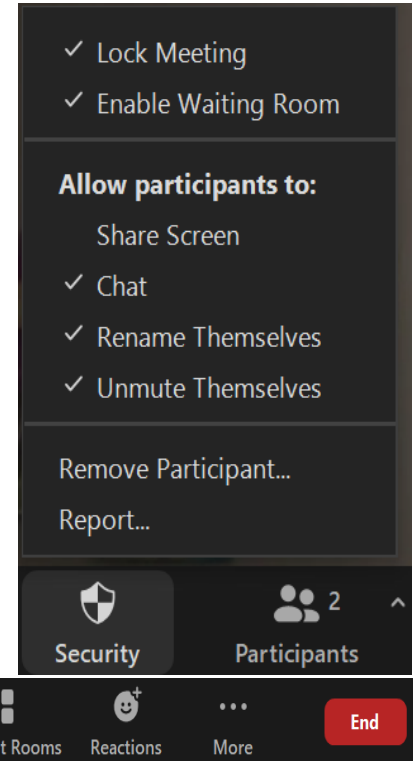 Lock Meeting
Enable Waiting Room
Allow participants to:
Share Screen
Chat
Rename Themselves
Unmute Themselves
Remove Participant...
Report...
2
Security Participants
End
t Rooms Reactions More